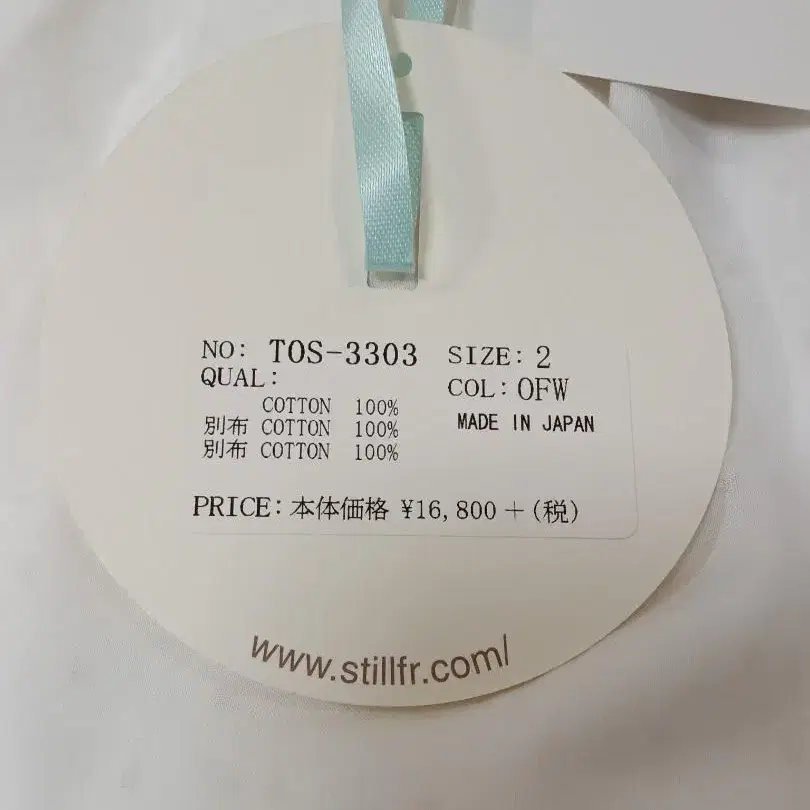 NO: TOS-3303 SIZE: 2
QUAL: COL: OFW
COTTON 100%
別布 COTTON 100% MADE IN JAPAN
別布 COTTON 100%
PRICE: 本体価格 ¥16,800 +(税)
www.stillfr.com/